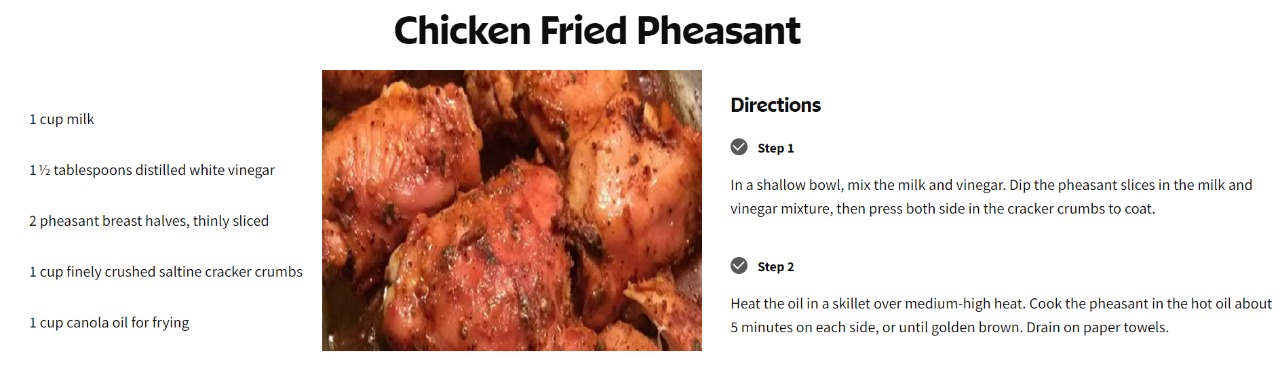 Chicken Fried Pheasant
1 cup milk
1 ½ tablespoons distilled white vinegar
2 pheasant breast halves, thinly sliced
1 cup finely crushed saltine cracker crumbs
1 cup canola oil for frying
Directions
Step 1
In a shallow bowl, mix the milk and vinegar. Dip the pheasant slices in the milk and
vinegar mixture, then press both side in the cracker crumbs to coat.
Step 2
Heat the oil in a skillet over medium-high heat. Cook the pheasant in the hot oil about
5 minutes on each side, or until golden brown. Drain on paper towels.